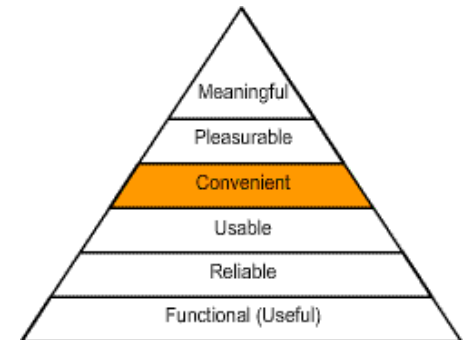 Meaningful
Pleasurable
Convenient
Usable
Reliable
Functional (Useful)